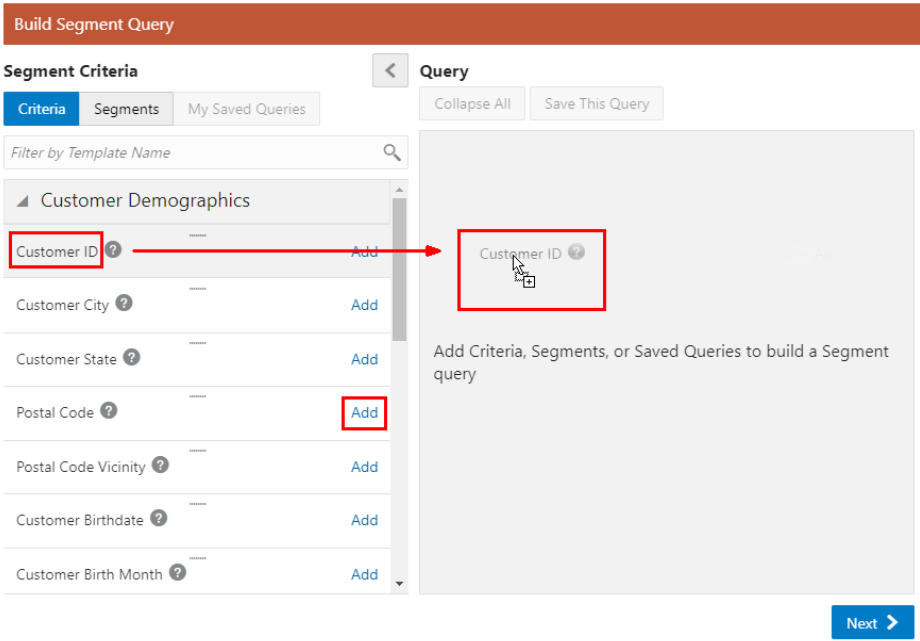 Build Segment Query
Segment Criteria
Query
Criteria
Segments
My Saved Queries
Collapse All
Save This Query
Filter by Template Name
Customer Demographics
Customer ID ?
Add
Customer ID ?
Customer City ?
Add
Customer State ?
Add
Add Criteria, Segments, or Saved Queries to build a Segment
query
Postal Code ?
Add
Postal Code Vicinity ?
Add
Customer Birthdate ?
Add
Customer Birth Month ?
Add
Next